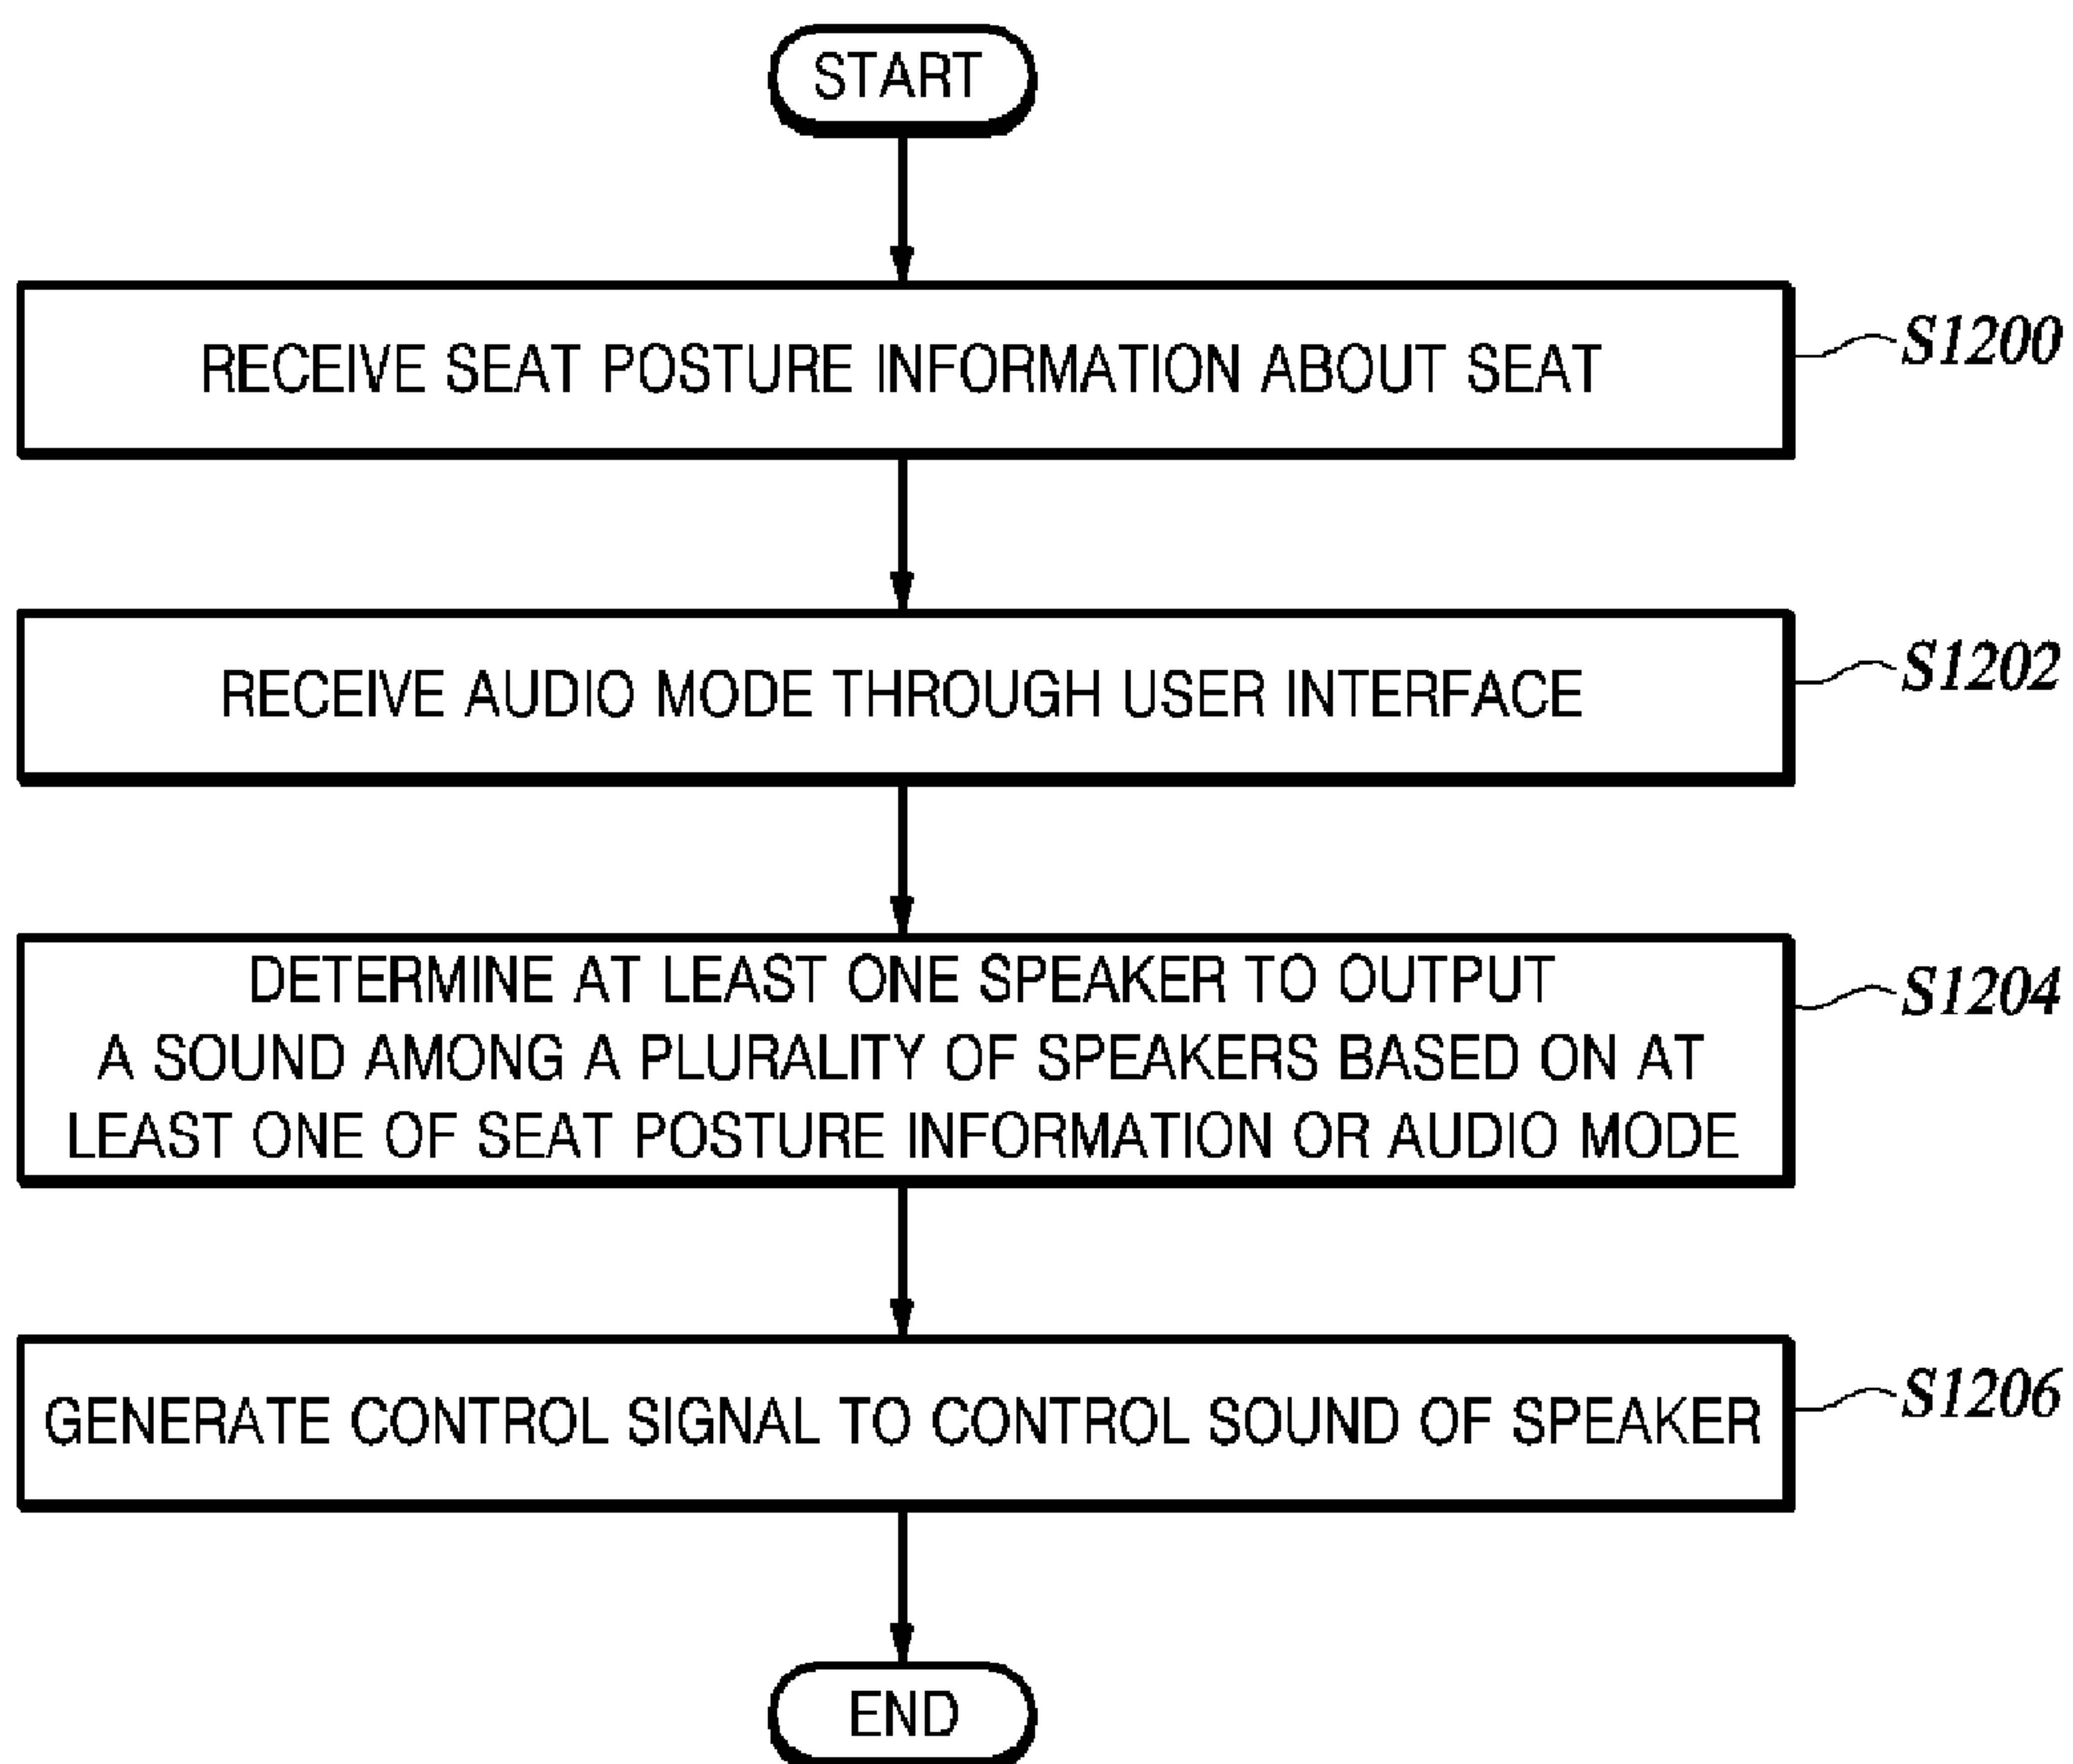 START
RECEIVE SEAT POSTURE INFORMATION ABOUT SEAT
S1200
RECEIVE AUDIO MODE THROUGH USER INTERFACE
S1202
DETERMINE AT LEAST ONE SPEAKER TO OUTPUT
A SOUND AMONG A PLURALITY OF SPEAKERS BASED ON AT
LEAST ONE OF SEAT POSTURE INFORMATION OR AUDIO MODE
S1204
GENERATE CONTROL SIGNAL TO CONTROL SOUND OF SPEAKER
S1206
END